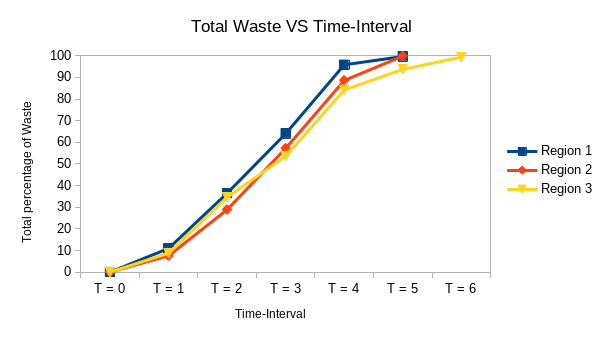 Total Waste VS Time-Interval
100
90
80
70
60
50
40
30
20
10
0
Total percentage of Waste
T = 0 T = 1 T = 2 T = 3 T = 4 T = 5 T = 6
Time-Interval
Region 1
Region 2
Region 3